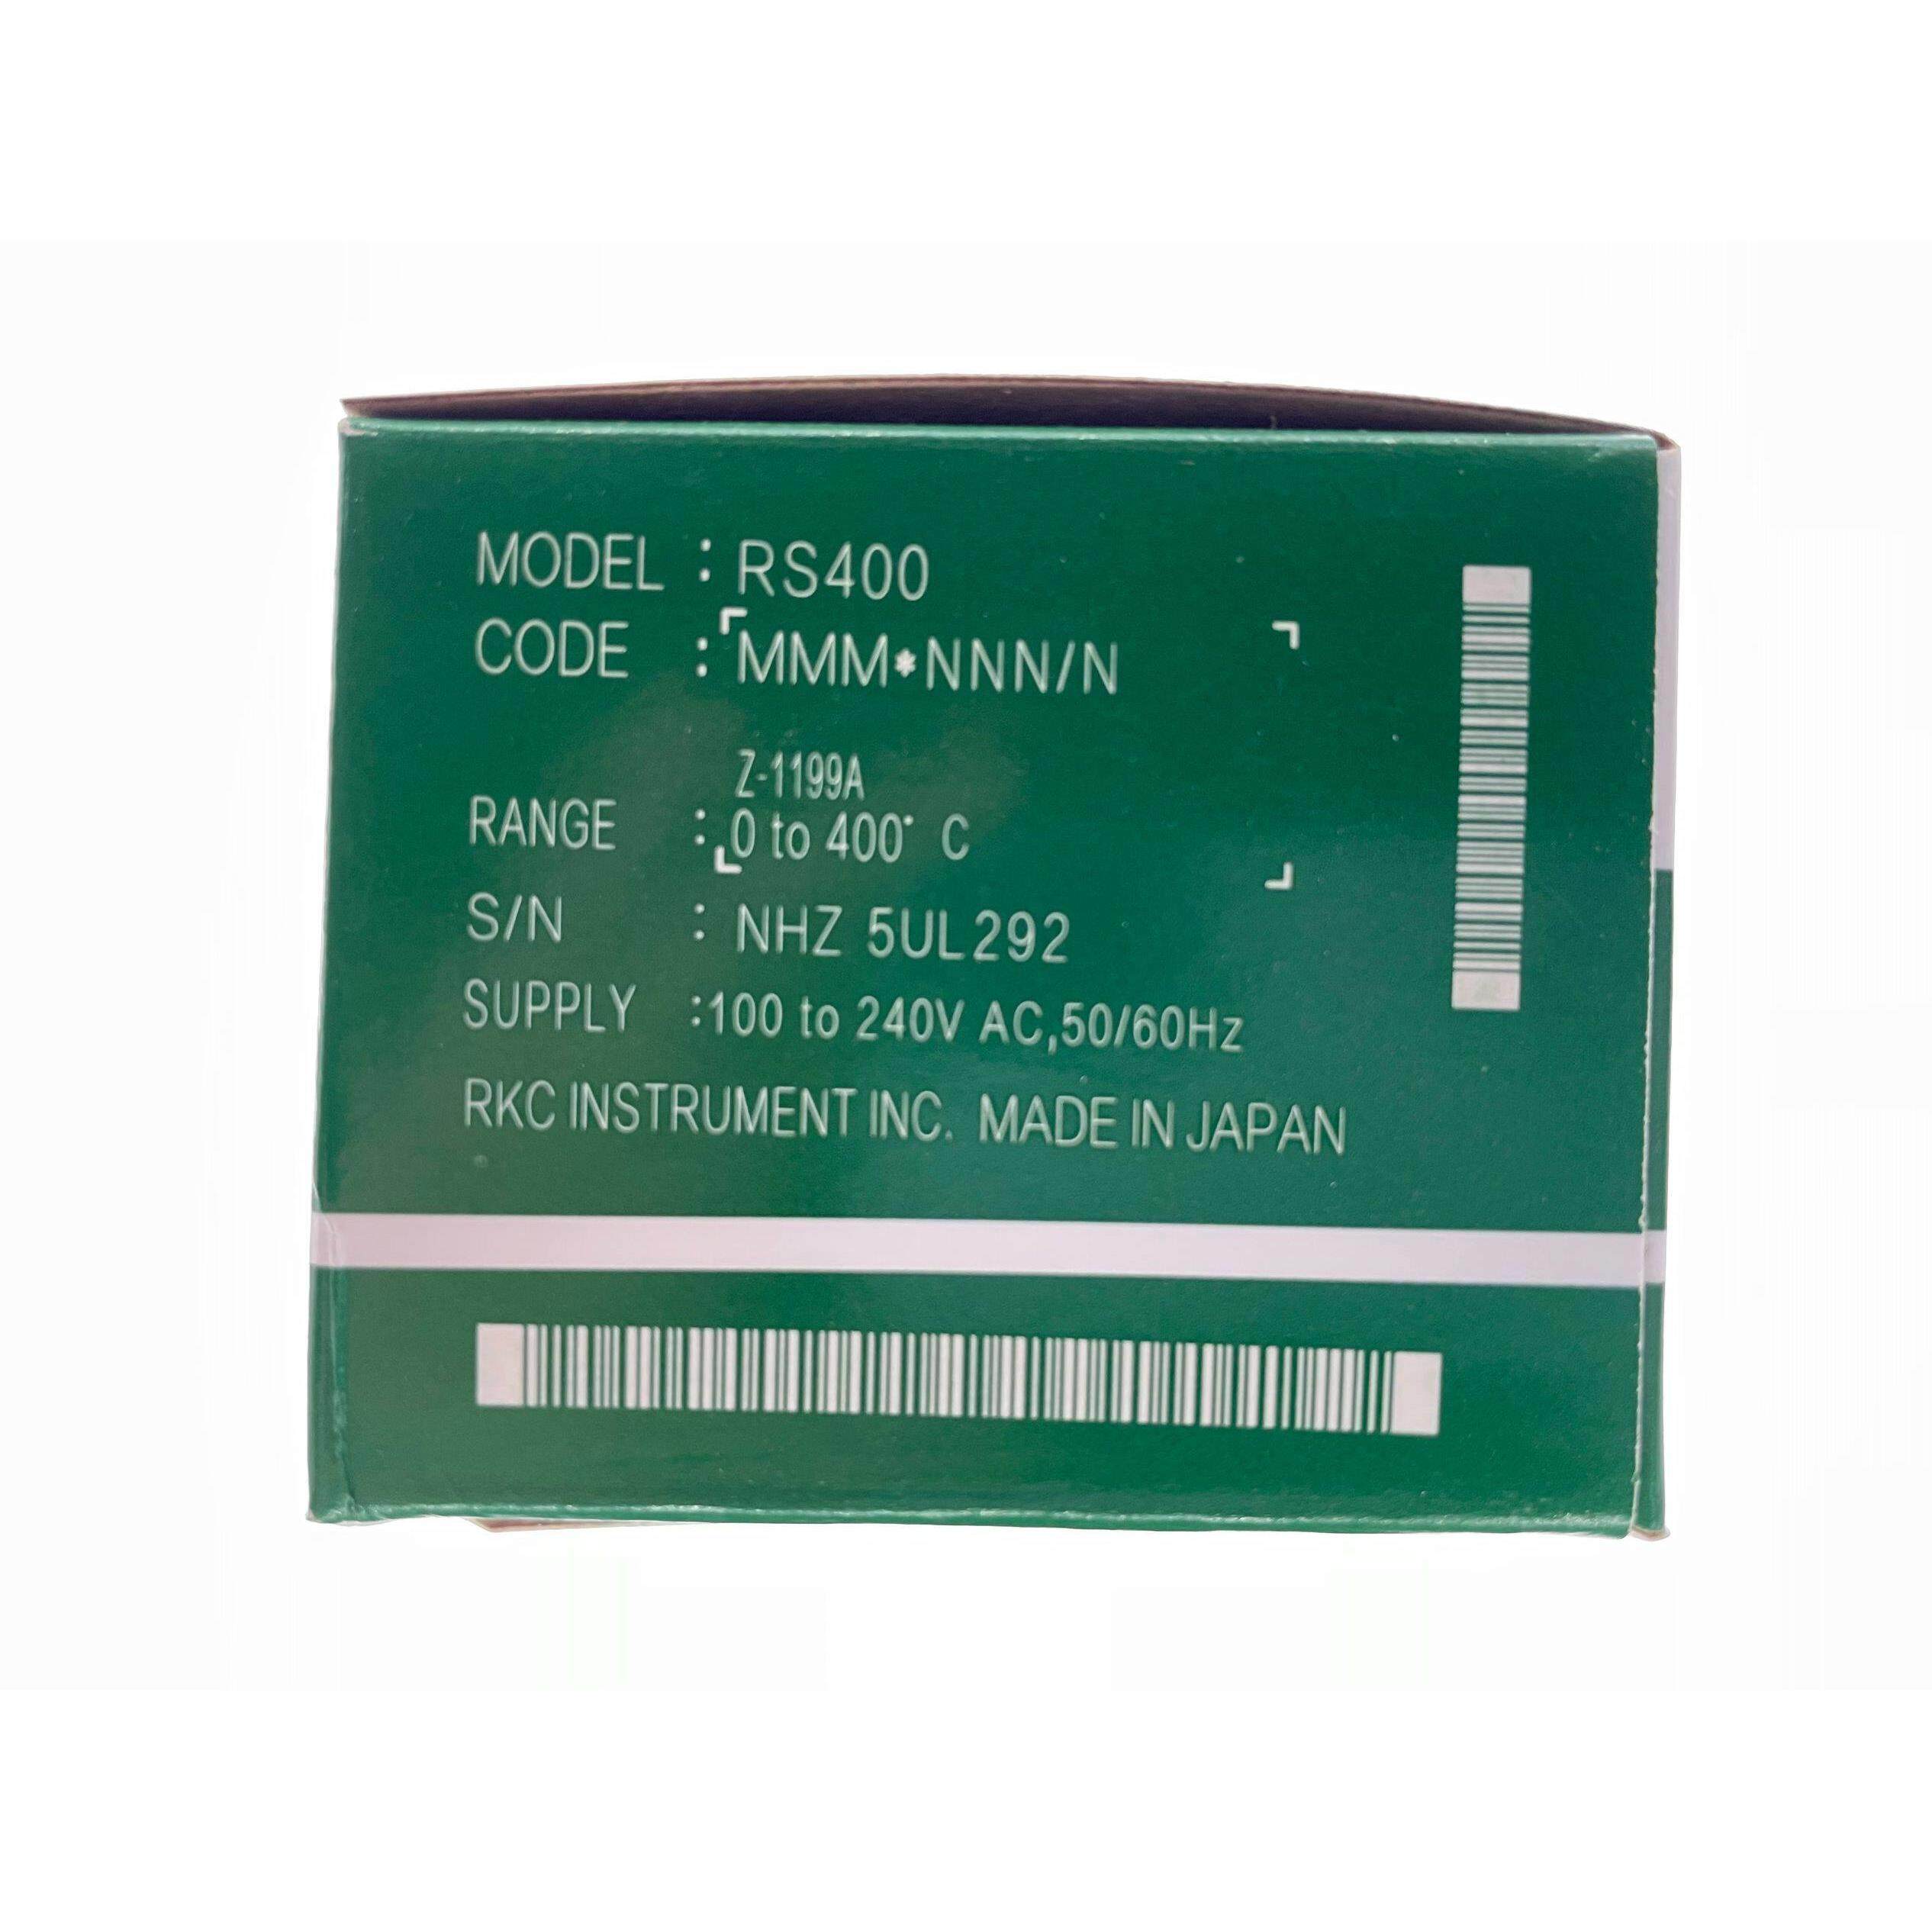 MODEL : RS400
CODE : MMM*NNN/N
Z-1199A
RANGE : 0 to 400° C
S/N : NHZ 5UL292
SUPPLY :100 to 240V AC,50/60Hz
RKC INSTRUMENT INC. MADE IN JAPAN